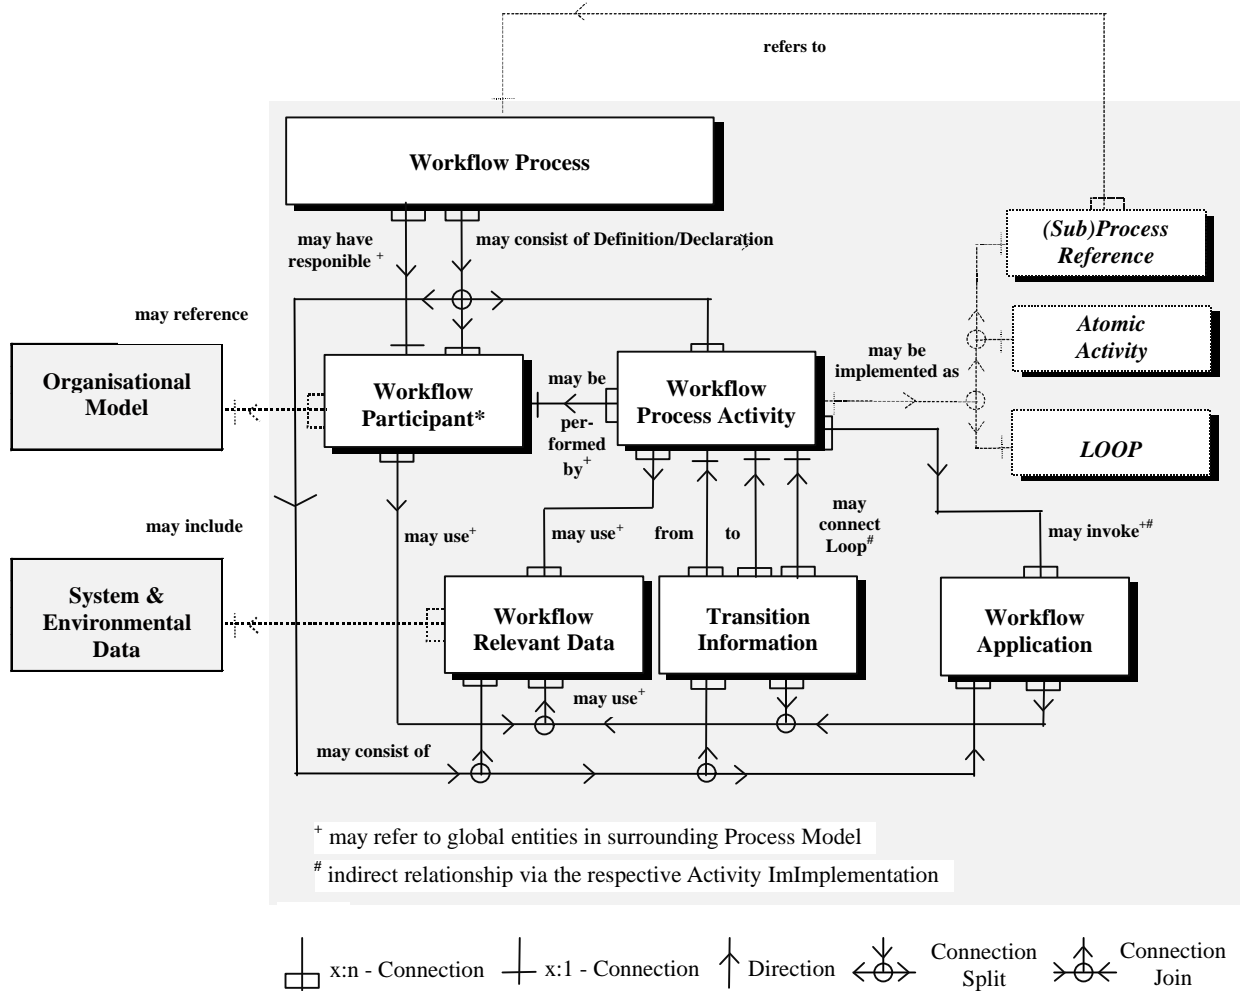 refers to
Workflow Process
may have
responible +
may consist of Definition/Declaration
(Sub)Process
Reference
may reference
Organisational
Model
Workflow
Participant*
may be
per-
formed
by+
Workflow
Process Activity
may be
implemented as
Atomic
Activity
LOOP
may include
may use+
may use+
from
to
may
connect
Loop#
may invoke+#
System &
Environmental
Data
Workflow
Relevant Data
Transition
Information
Workflow
Application
may use+
may consist of
+ may refer to global entities in surrounding Process Model
# indirect relationship via the respective Activity ImImplementation
x:n - Connection
x:1 - Connection
Direction
Connection
Split
Connection
Join